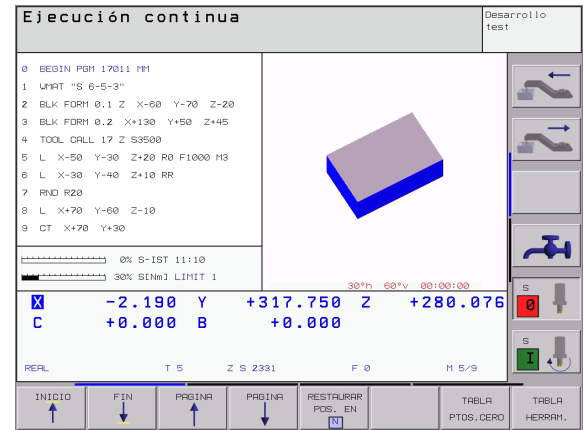 Ejecución continua
Desarrollo
test
0 BEGIN PGM 17011 MM
1 WMAT "S 6-5-3"
2 BLK FORM 0.1 Z X-60 Y-70 Z-20
3 BLK FORM 0.2 X+130 Y+50 Z+45
4 TOOL CALL 17 Z S3500
5 L X-50 Y-30 Z+20 R0 F1000 M3
6 L X-30 Y-40 Z+10 RR
7 RND R20
8 L X+70 Y-60 Z-10
9 CT X+70 Y+30
0% S-IST 11:10
30% S[Nm] LIMIT 1
30°h 60°v 00:00:00
X -2.190 Y +317.750 Z +280.076
C +0.000 B +0.000
REAL T 5 Z S 2331 F 0 M 5/9
S
0
S
I
INICIO
FIN
PAGINA
PAGINA
RESTAURAR
POS. EN
N
TABLA
PTOS.CERO
TABLA
HERRAM.